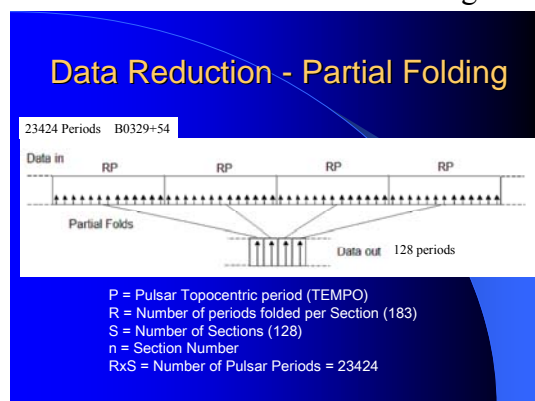 Data Reduction - Partial Folding
23424 Periods B0329+54
Data in
RP RP RP RP
Partial Folds
Data out 128 periods
P = Pulsar Topocentric period (TEMPO)
R = Number of periods folded per Section (183)
S = Number of Sections (128)
n = Section Number
RxS = Number of Pulsar Periods = 23424